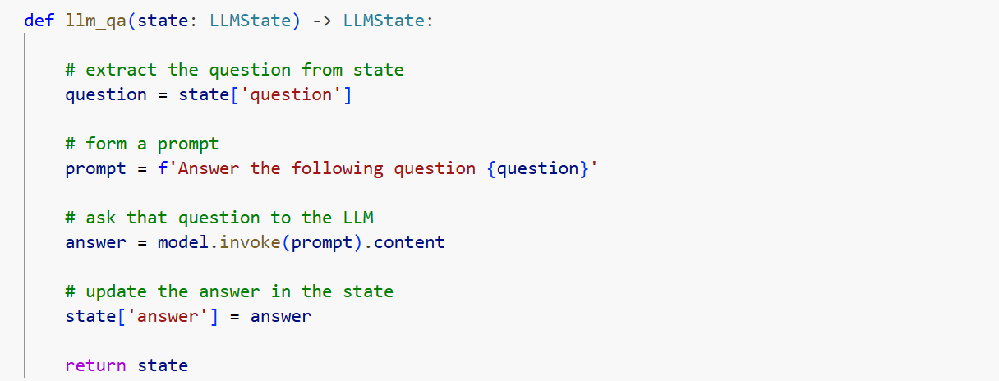 def llm_qa(state: LLMState) -> LLMState:
# extract the question from state
question = state['question']
# form a prompt
prompt = f'Answer the following question {question}'
# ask that question to the LLM
answer = model.invoke(prompt).content
# update the answer in the state
state['answer'] = answer
return state